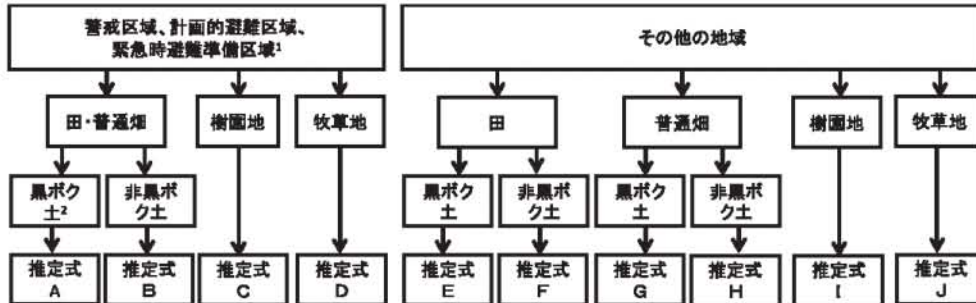 警戒区域、計画的避難区域、
緊急時避難準備区域¹
その他の地域
田・普通畑
樹園地
牧草地
田
普通畑
樹園地
牧草地
黒ボク
土²
非黒ボ
ク土
黒ボク
土
非黒ボ
ク土
黒ボク
土
非黒ボ
ク土
推定式
A
推定式
B
推定式
C
推定式
D
推定式
E
推定式
F
推定式
G
推定式
H
推定式
I
推定式
J